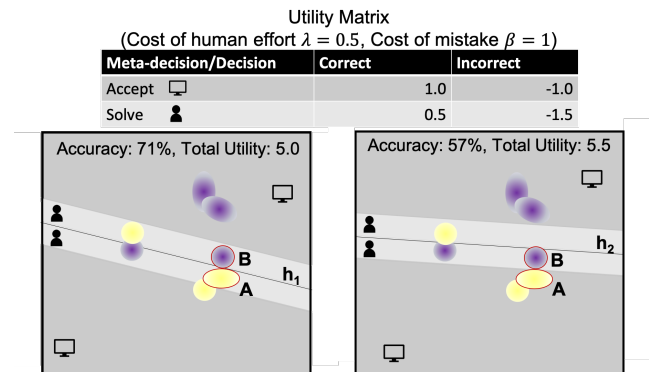 Utility Matrix
(Cost of human effort λ = 0.5, Cost of mistake β = 1)
Meta-decision/Decision Correct Incorrect
Accept 1.0 -1.0
Solve 0.5 -1.5
Accuracy: 71%, Total Utility: 5.0
B
h₁
A
Accuracy: 57%, Total Utility: 5.5
h₂
B
A